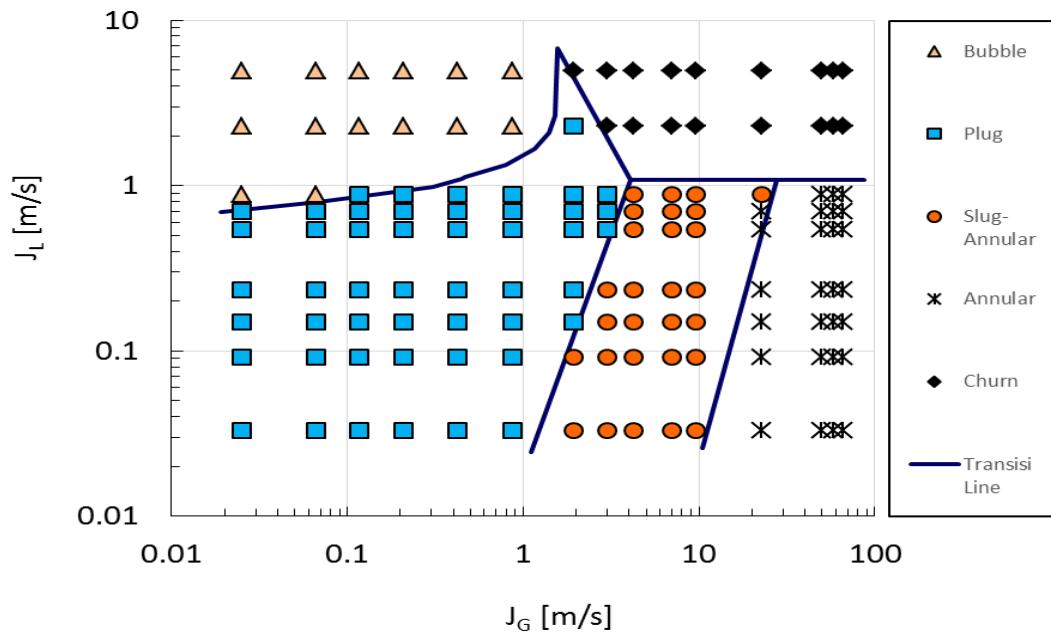 10
1
0.1
0.01
J_L [m/s]
0.01
0.1
1
10
100
J_G [m/s]
Bubble
Plug
Slug-
Annular
Annular
Churn
Transisi
Line